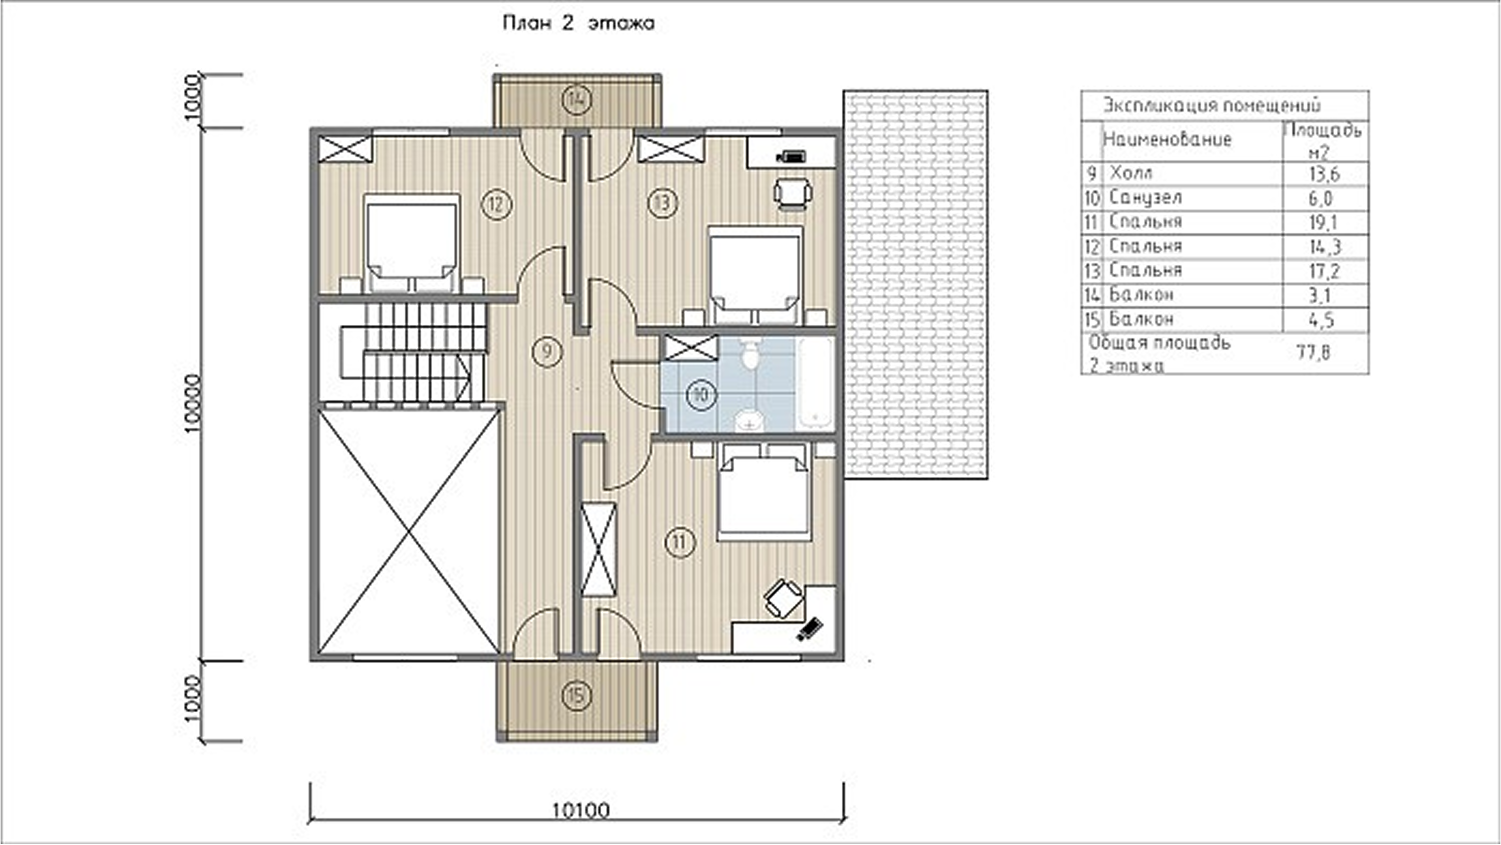 План 2 этажа
1000
10000
1000
10100
14
12
13
9
10
11
15
Экспликация помещений
Наименование Площадь м2
9 Холл 13,6
10 Санузел 6,0
11 Спальня 19,1
12 Спальня 14,3
13 Спальня 17,2
14 Балкон 3,1
15 Балкон 4,5
Общая площадь
2 этажа 77,8